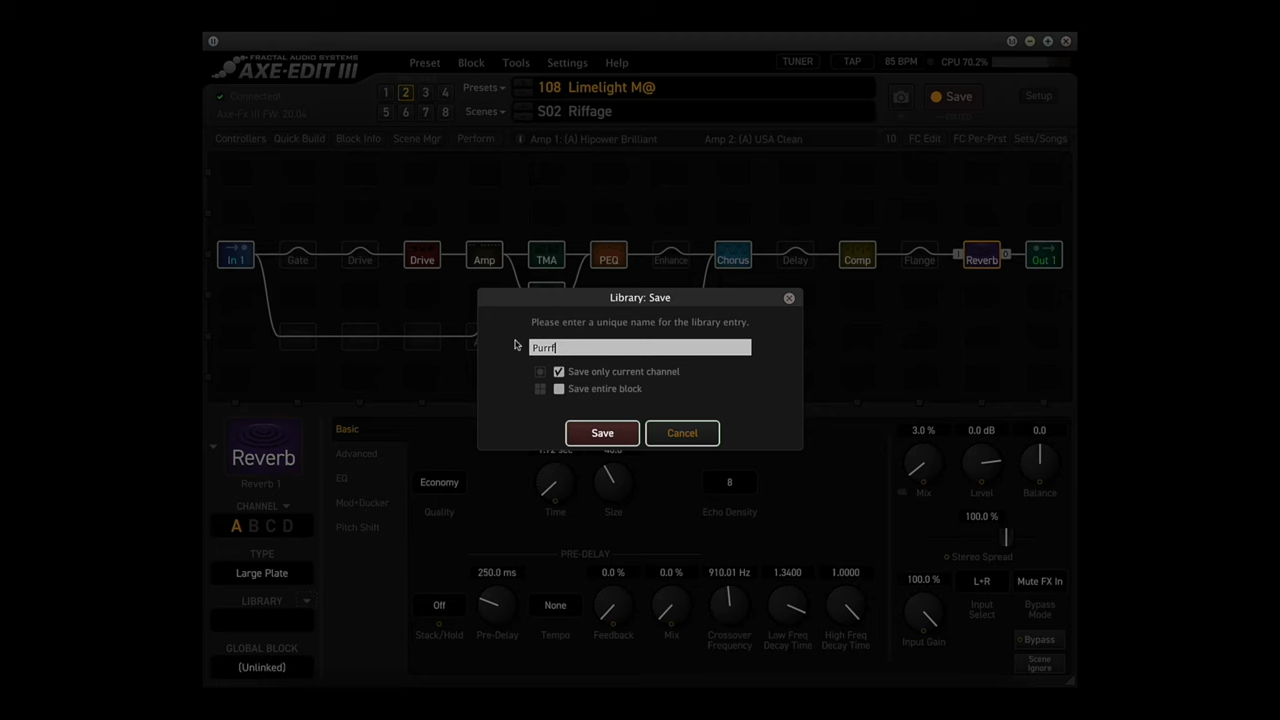 FRACTAL AUDIO SYSTEMS
AXE-EDIT III
Connected!
Axe-Fx III FW: 20.04
Preset Block Tools Settings Help
TUNER TAP 85 BPM CPU 70.2%
1 2 3 4
5 6 7 8
Presets 108 Limelight M@
Scenes S02 Riffage
Save
Setup
Controllers Quick Build Block Info Scene Mgr Perform Amp 1: (A) Hipower Brilliant Amp 2: (A) USA Clean 10 FC Edit FC Per-Prst Sets/Songs
In 1 Gate Drive Drive Amp TMA PEQ Enhance Chorus Delay Comp Flange Reverb Out 1
Library: Save
Please enter a unique name for the library entry.
Purrf
Save only current channel
Save entire block
Save Cancel
Reverb
Reverb 1
CHANNEL
A B C D
TYPE
Large Plate
LIBRARY
GLOBAL BLOCK
(Unlinked)
Basic
Advanced
EQ
Mod+Ducker
Pitch Shift
Economy
Quality
Time
Size
8
Echo Density
PRE-DELAY
250.0 ms 0.0 % 0.0 % 910.01 Hz 1.3400 1.0000
Off None
Stack/Hold Pre-Delay Tempo Feedback Mix Crossover Frequency Low Freq Decay Time High Freq Decay Time
3.0 % 0.0 dB 0.0
Mix Level Balance
100.0 %
Stereo Spread
100.0 % L+R Mute FX In
Input Gain
Input Select
Bypass Mode
Bypass
Scene Ignore